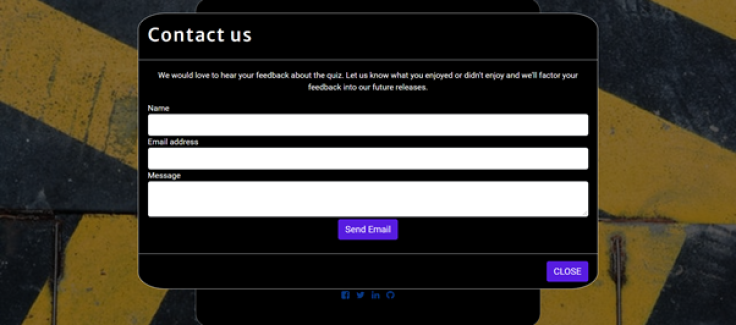 Contact us
We would love to hear your feedback about the quiz. Let us know what you enjoyed or didn't enjoy and we'll factor your
feedback into our future releases.
Name
Email address
Message
Send Email
CLOSE